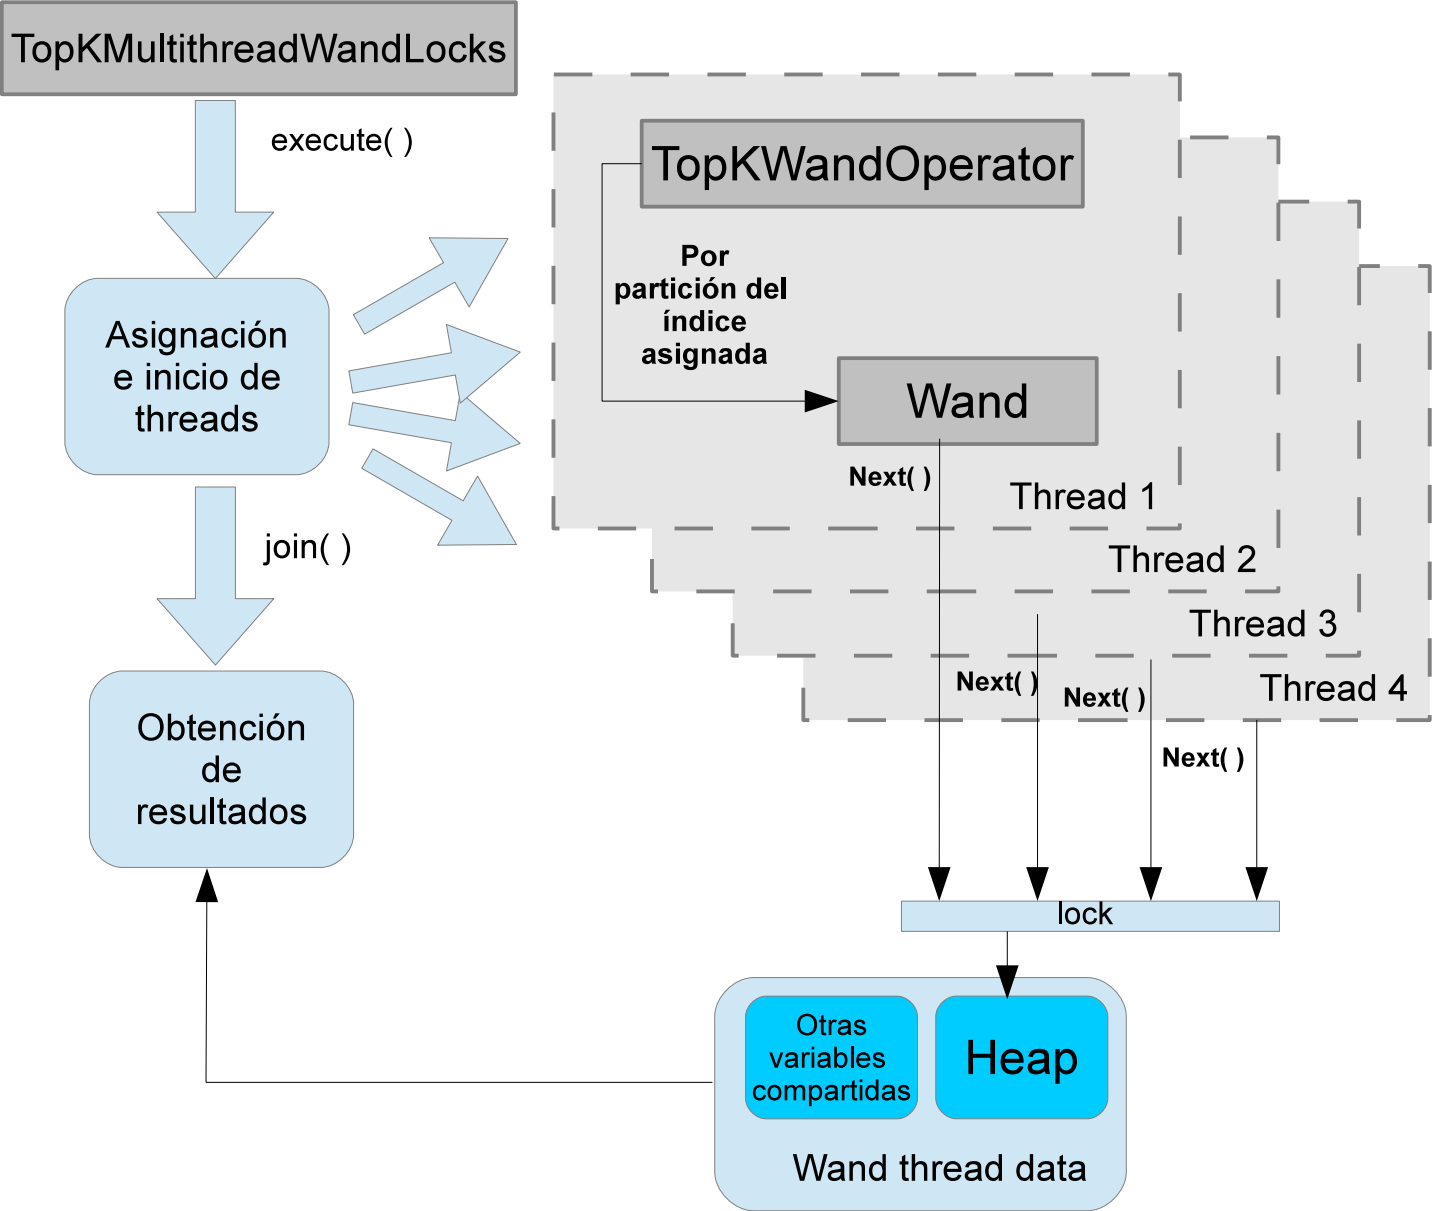 TopKMultithreadWandLocks
execute( )
Asignación
e inicio de
threads
join( )
Obtención
de
resultados
TopKWandOperator
Por
partición del
índice
asignada
Wand
Next( )
Thread 1
Thread 2
Thread 3
Next( )
Next( )
Thread 4
Next( )
lock
Otras
variables
compartidas
Heap
Wand thread data